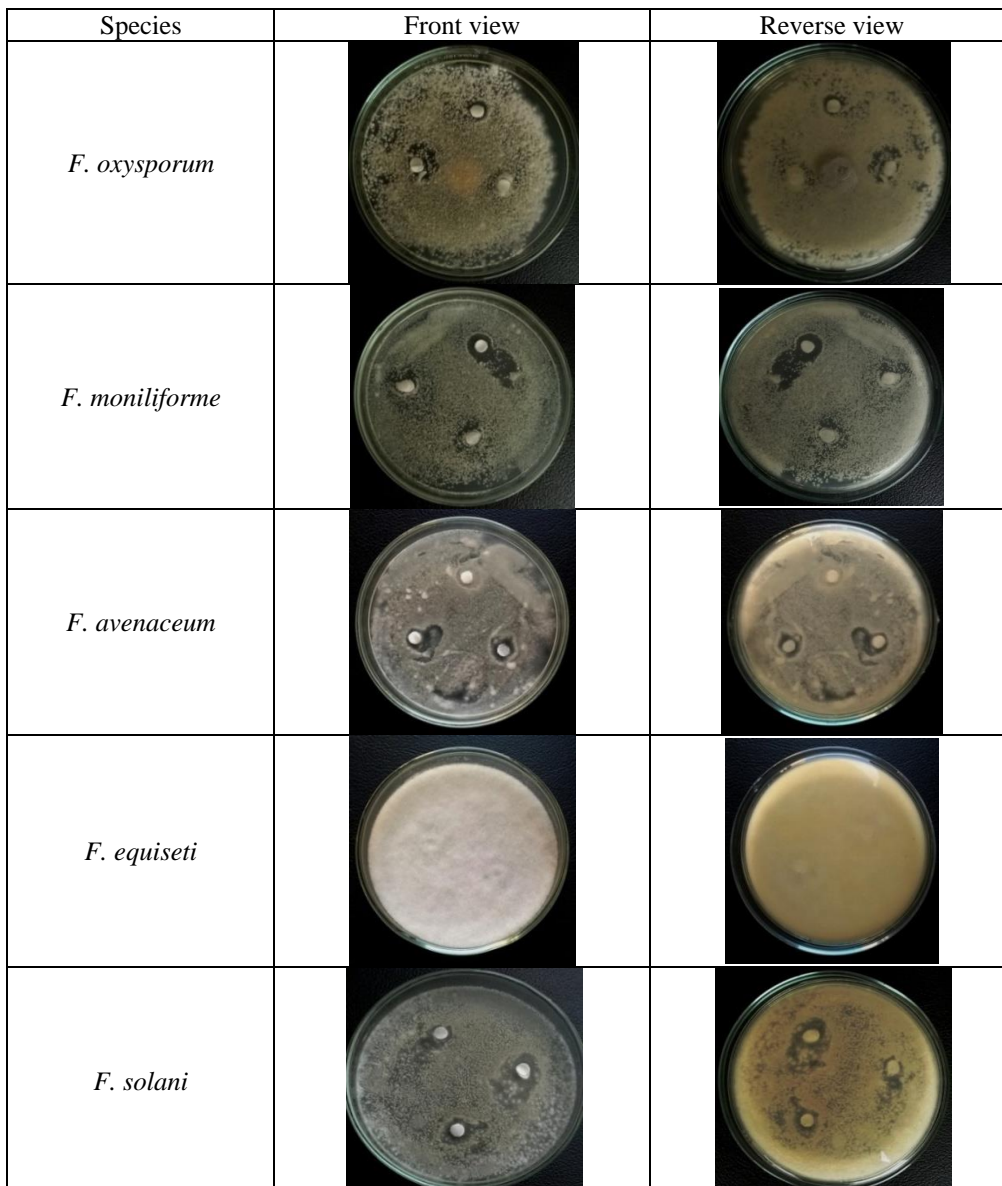 Species Front view Reverse view
F. oxysporum
F. moniliforme
F. avenaceum
F. equiseti
F. solani